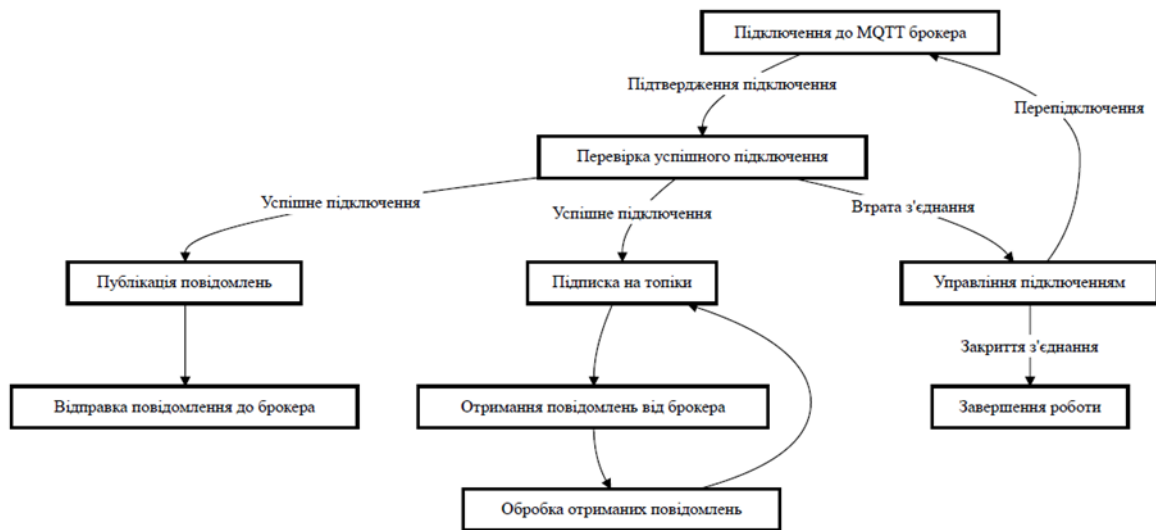 Підключення до MQTT брокера
Підтвердження підключення
Перепідключення
Перевірка успішного підключення
Успішне підключення
Успішне підключення
Втрата з'єднання
Публікація повідомлень
Підписка на топіки
Управління підключенням
Закриття з'єднання
Відправка повідомлення до брокера
Отримання повідомлень від брокера
Завершення роботи
Обробка отриманих повідомлень